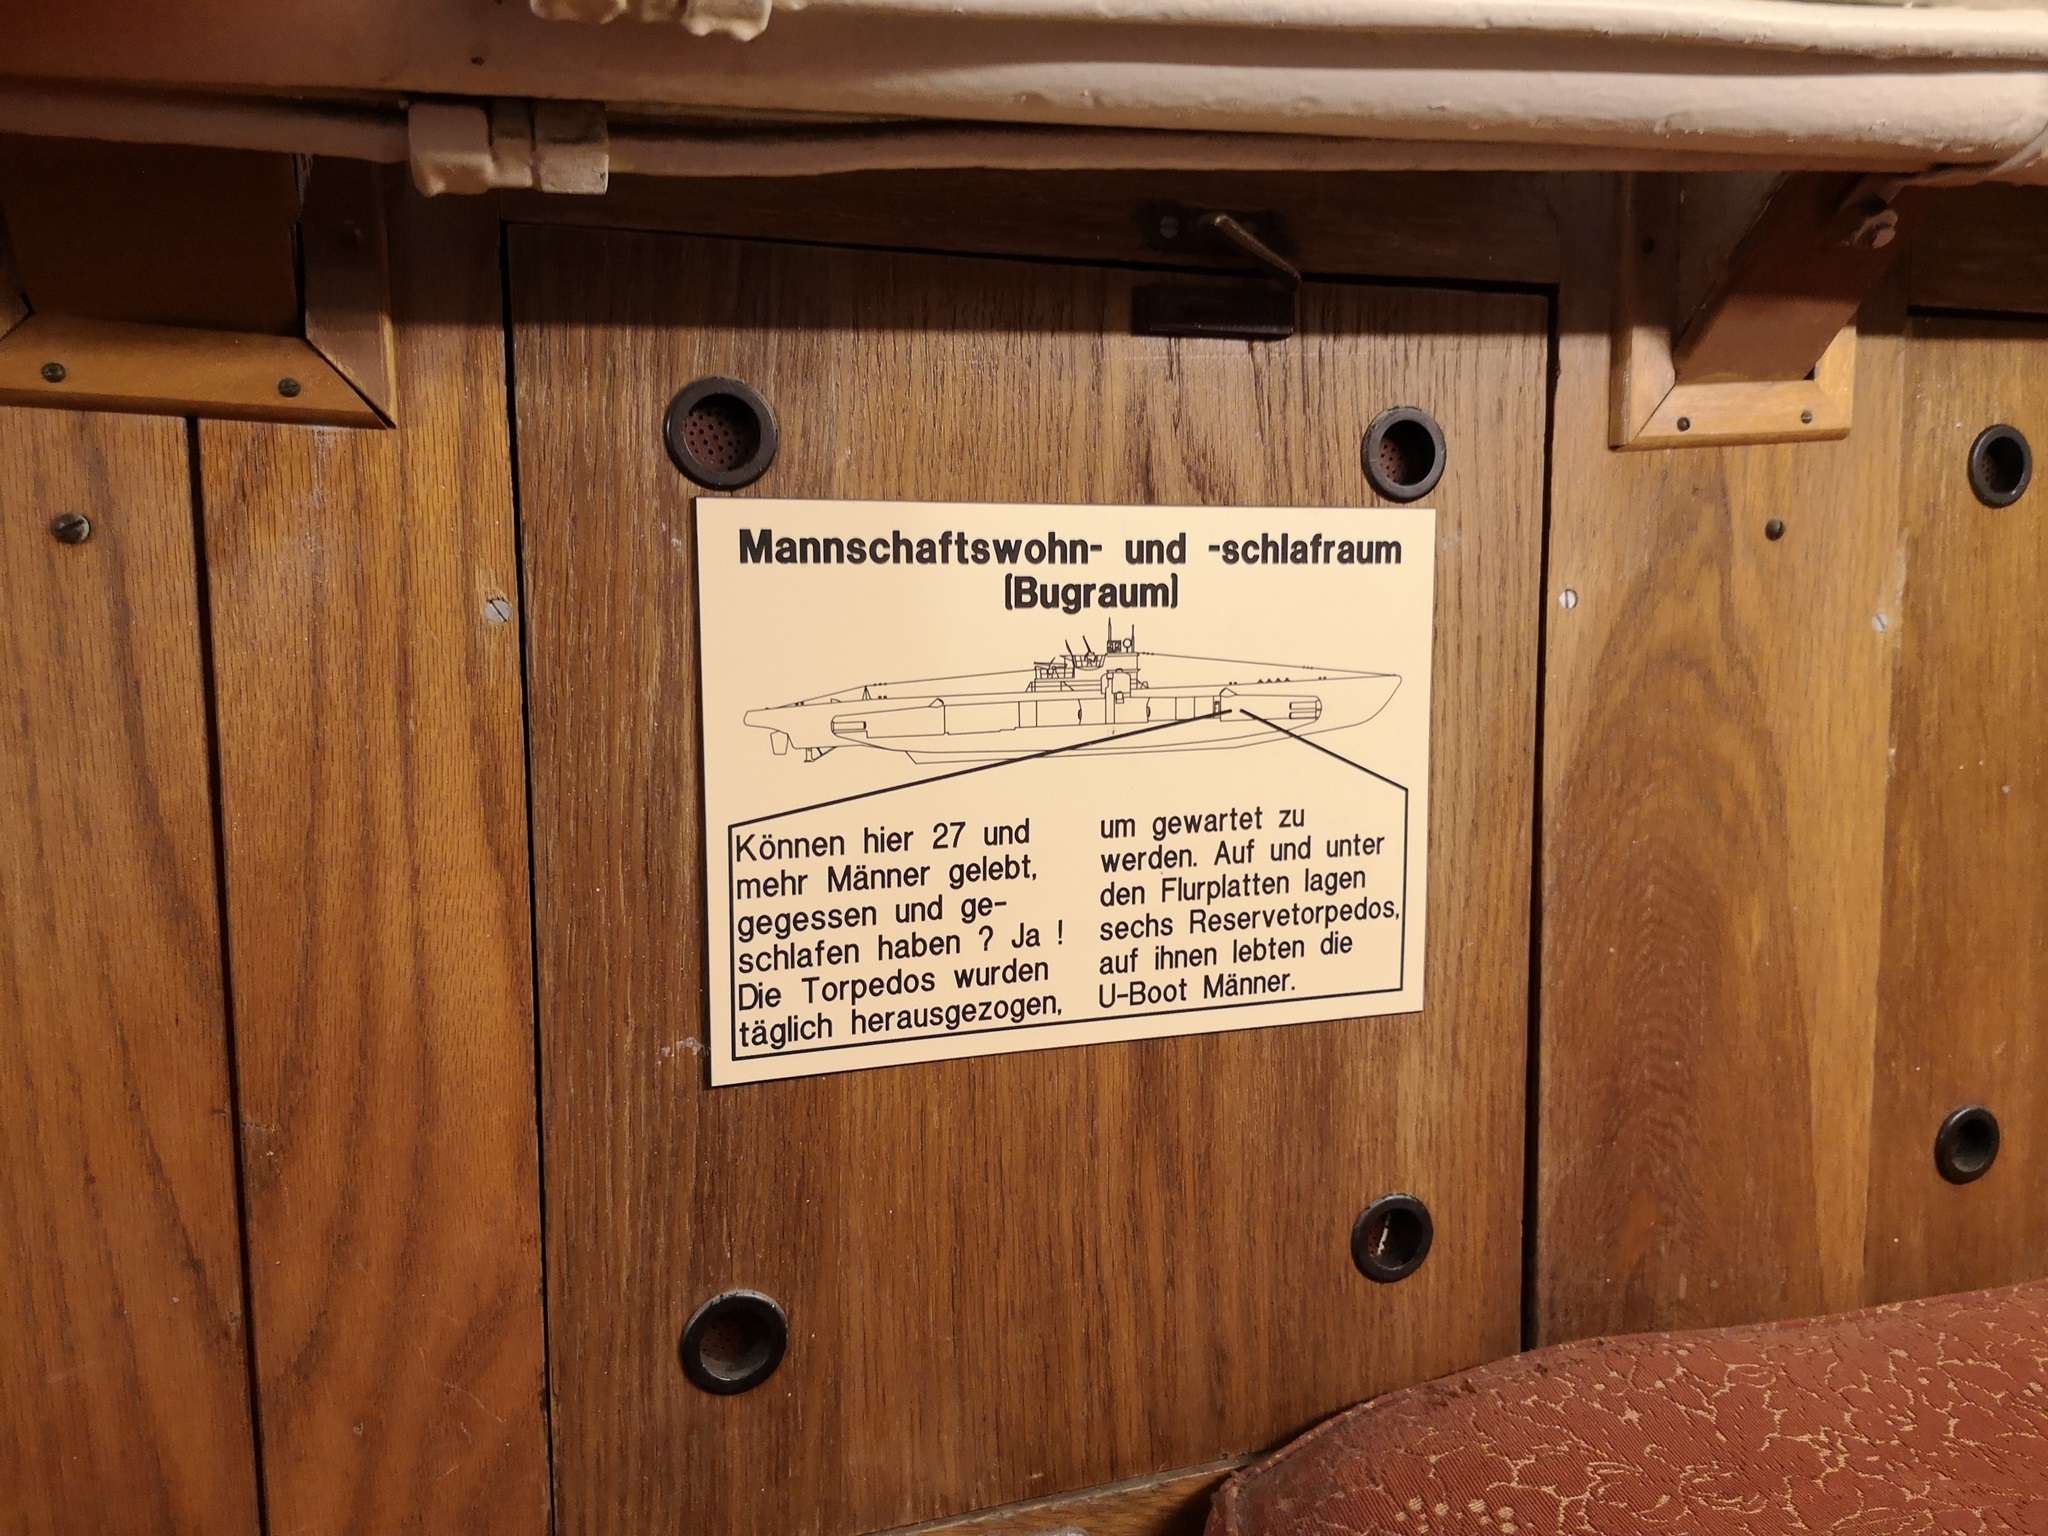 Mannschaftswohn- und -schlafraum
(Bugraum)
Können hier 27 und
mehr Männer gelebt,
gegessen und ge-
schlafen haben ? Ja !
Die Torpedos wurden
täglich herausgezogen,
um gewartet zu
werden. Auf und unter
den Flurplatten lagen
sechs Reservetorpedos,
auf ihnen lebten die
U-Boot Männer.